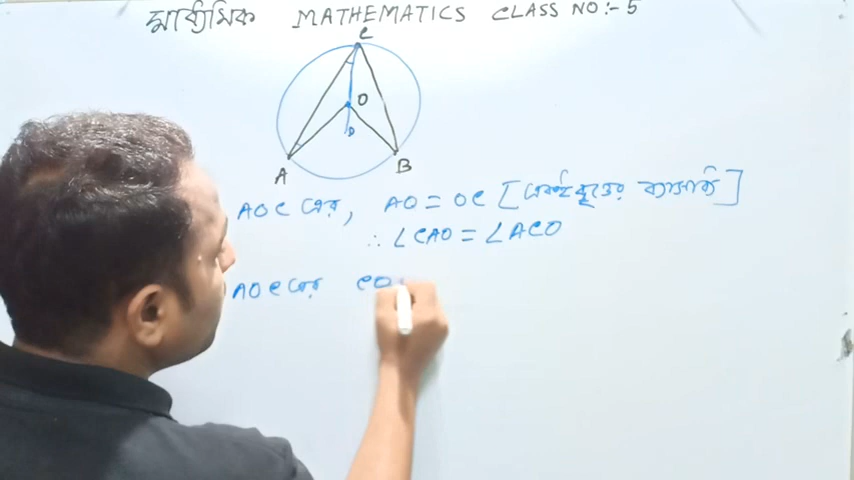 মাধ্যমিক MATHEMATICS CLASS NO:- 5
C
O
D
A
B
AOC এর, AO = OC [একই বৃত্তের ব্যাসার্ধ]
∴ ∠CAO = ∠ACO
AOC এর CO